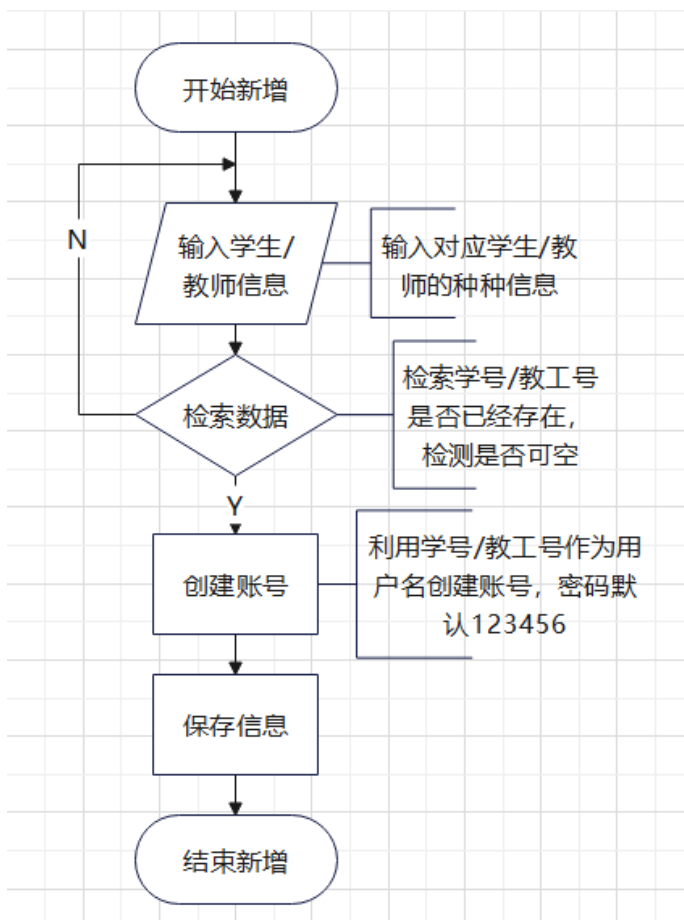 开始新增
N
输入学生/
教师信息
输入对应学生/教
师的种种信息
检索数据
检索学号/教工号
是否已经存在，
检测是否可空
Y
创建账号
利用学号/教工号作为用
户名创建账号，密码默
认123456
保存信息
结束新增